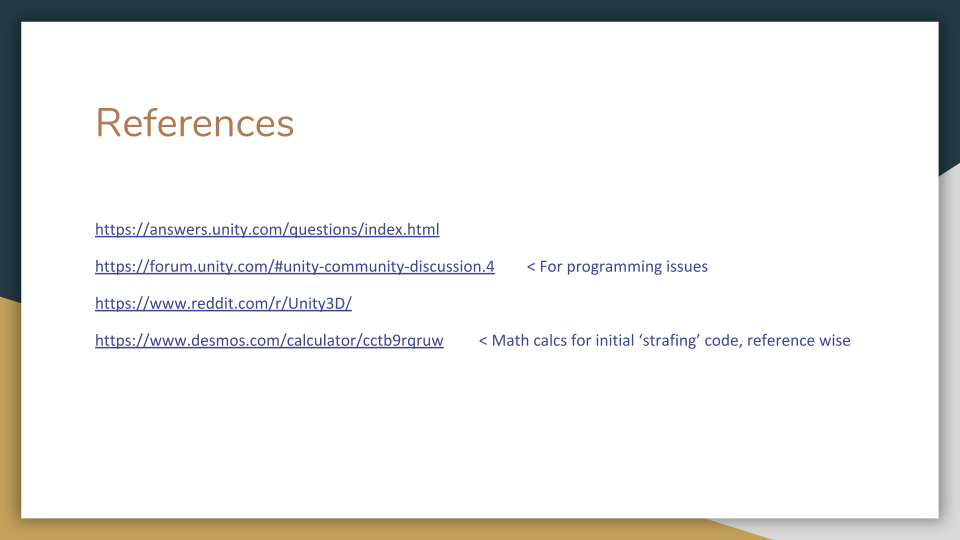 References
https://answers.unity.com/questions/index.html
https://forum.unity.com/#unity-community-discussion.4 < For programming issues
https://www.reddit.com/r/Unity3D/
https://www.desmos.com/calculator/cctb9rqruw < Math calcs for initial ‘strafing’ code, reference wise